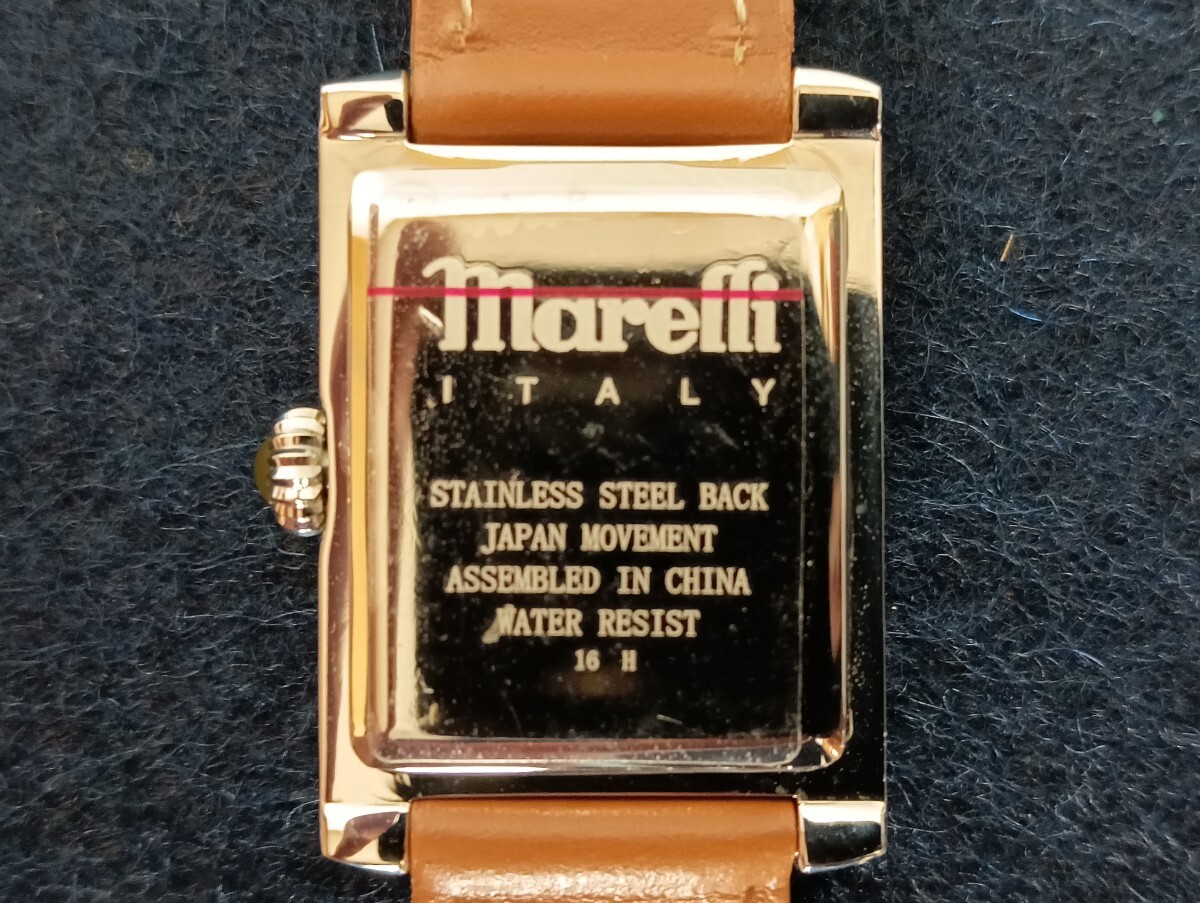 Marelli
ITALY
STAINLESS STEEL BACK
JAPAN MOVEMENT
ASSEMBLED IN CHINA
WATER RESIST
16 H